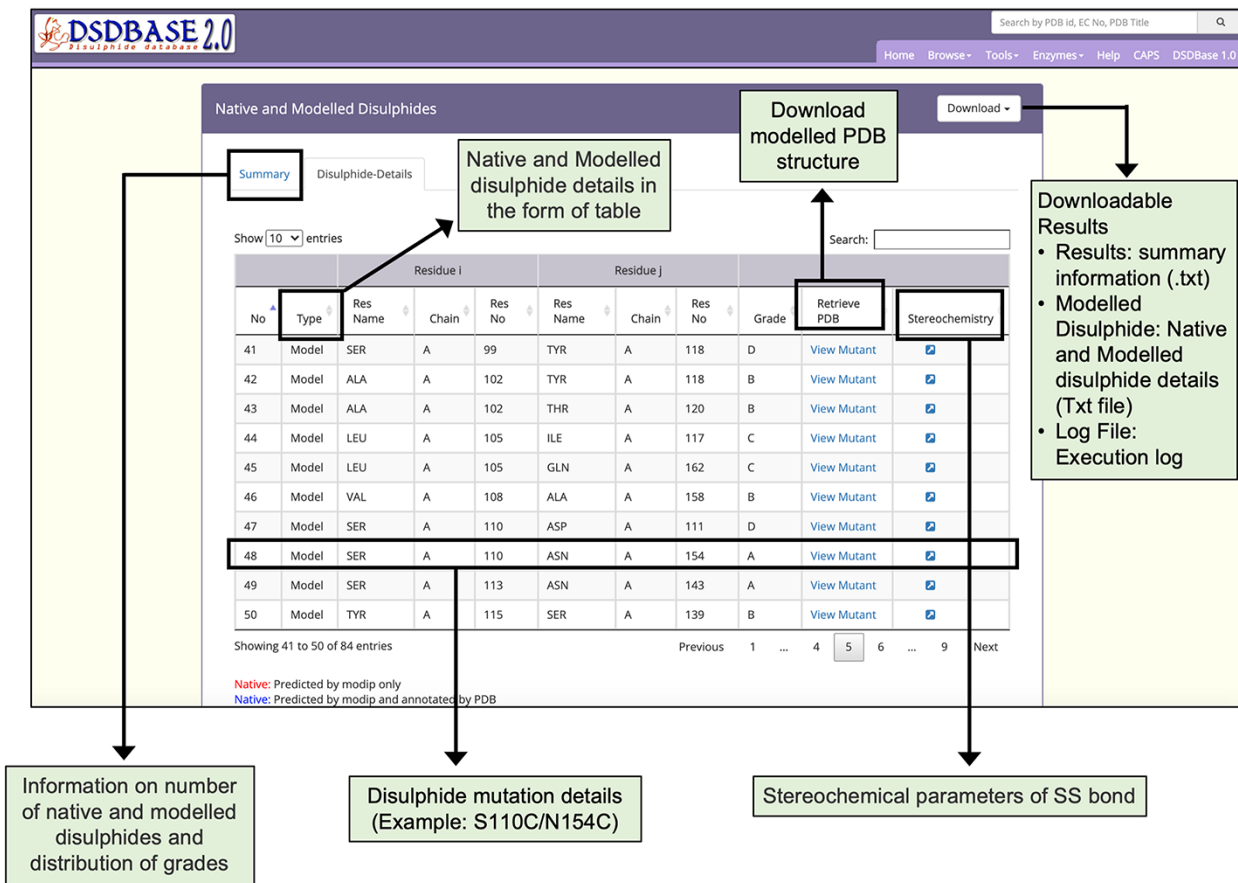 DSDBASE 2.0
Disulphide database
Search by PDB id, EC No, PDB Title
Home Browse Tools Enzymes Help CAPS DSDBase 1.0
Native and Modelled Disulphides
Download
Download
modelled PDB
structure
Summary
Disulphide-Details
Native and Modelled
disulphide details in
the form of table
Downloadable
Results
• Results: summary
information (.txt)
• Modelled
Disulphide: Native
and Modelled
disulphide details
(Txt file)
• Log File:
Execution log
Show 10 entries
Search:
Residue i Residue j
No Type Res Name Chain Res No Res Name Chain Res No Grade Retrieve PDB Stereochemistry
41 Model SER A 99 TYR A 118 D View Mutant
42 Model ALA A 102 TYR A 118 B View Mutant
43 Model ALA A 102 THR A 120 B View Mutant
44 Model LEU A 105 ILE A 117 C View Mutant
45 Model LEU A 105 GLN A 162 C View Mutant
46 Model VAL A 108 ALA A 158 B View Mutant
47 Model SER A 110 ASP A 111 D View Mutant
48 Model SER A 110 ASN A 154 A View Mutant
49 Model SER A 113 ASN A 143 A View Mutant
50 Model TYR A 115 SER A 139 B View Mutant
Showing 41 to 50 of 84 entries
Previous 1 ... 4 5 6 ... 9 Next
Native: Predicted by modip only
Native: Predicted by modip and annotated by PDB
Information on number
of native and modelled
disulphides and
distribution of grades
Disulphide mutation details
(Example: S110C/N154C)
Stereochemical parameters of SS bond